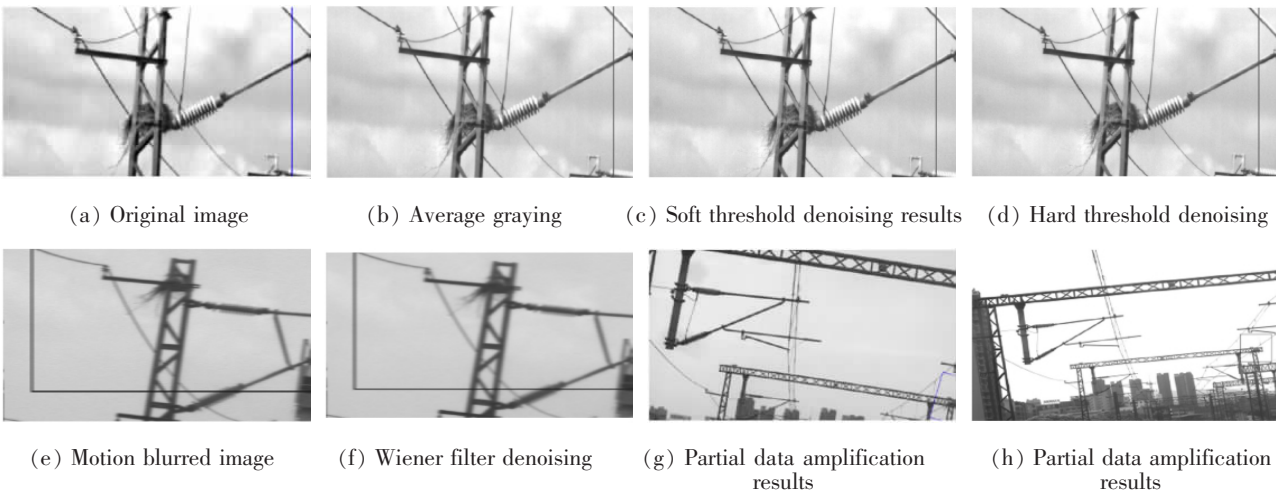 (a) Original image
(b) Average graying
(c) Soft threshold denoising results
(d) Hard threshold denoising
(e) Motion blurred image
(f) Wiener filter denoising
(g) Partial data amplification
results
(h) Partial data amplification
results